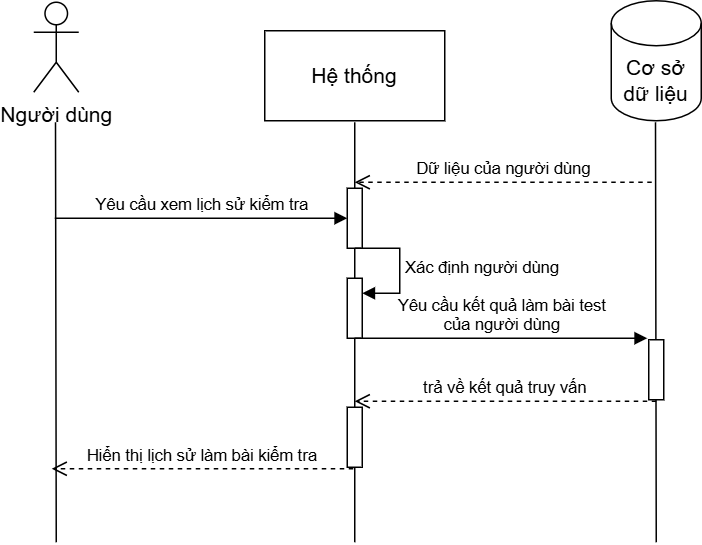 Người dùng
Hệ thống
Cơ sở
dữ liệu
Dữ liệu của người dùng
Yêu cầu xem lịch sử kiểm tra
Xác định người dùng
Yêu cầu kết quả làm bài test
của người dùng
trả về kết quả truy vấn
Hiển thị lịch sử làm bài kiểm tra